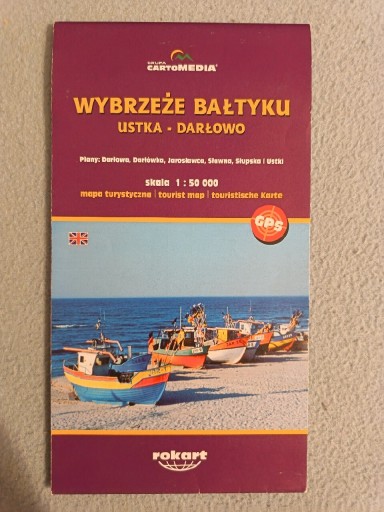 GRUPA
CARTOMEDIA
WYBRZEŻE BAŁTYKU
USTKA - DARŁOWO
Plany: Darłowa, Darłówka, Jarosławca, Sławna, Słupska i Ustki
skala 1 : 50 000
mapa turystyczna | tourist map | touristische Karte
GPS
rokart